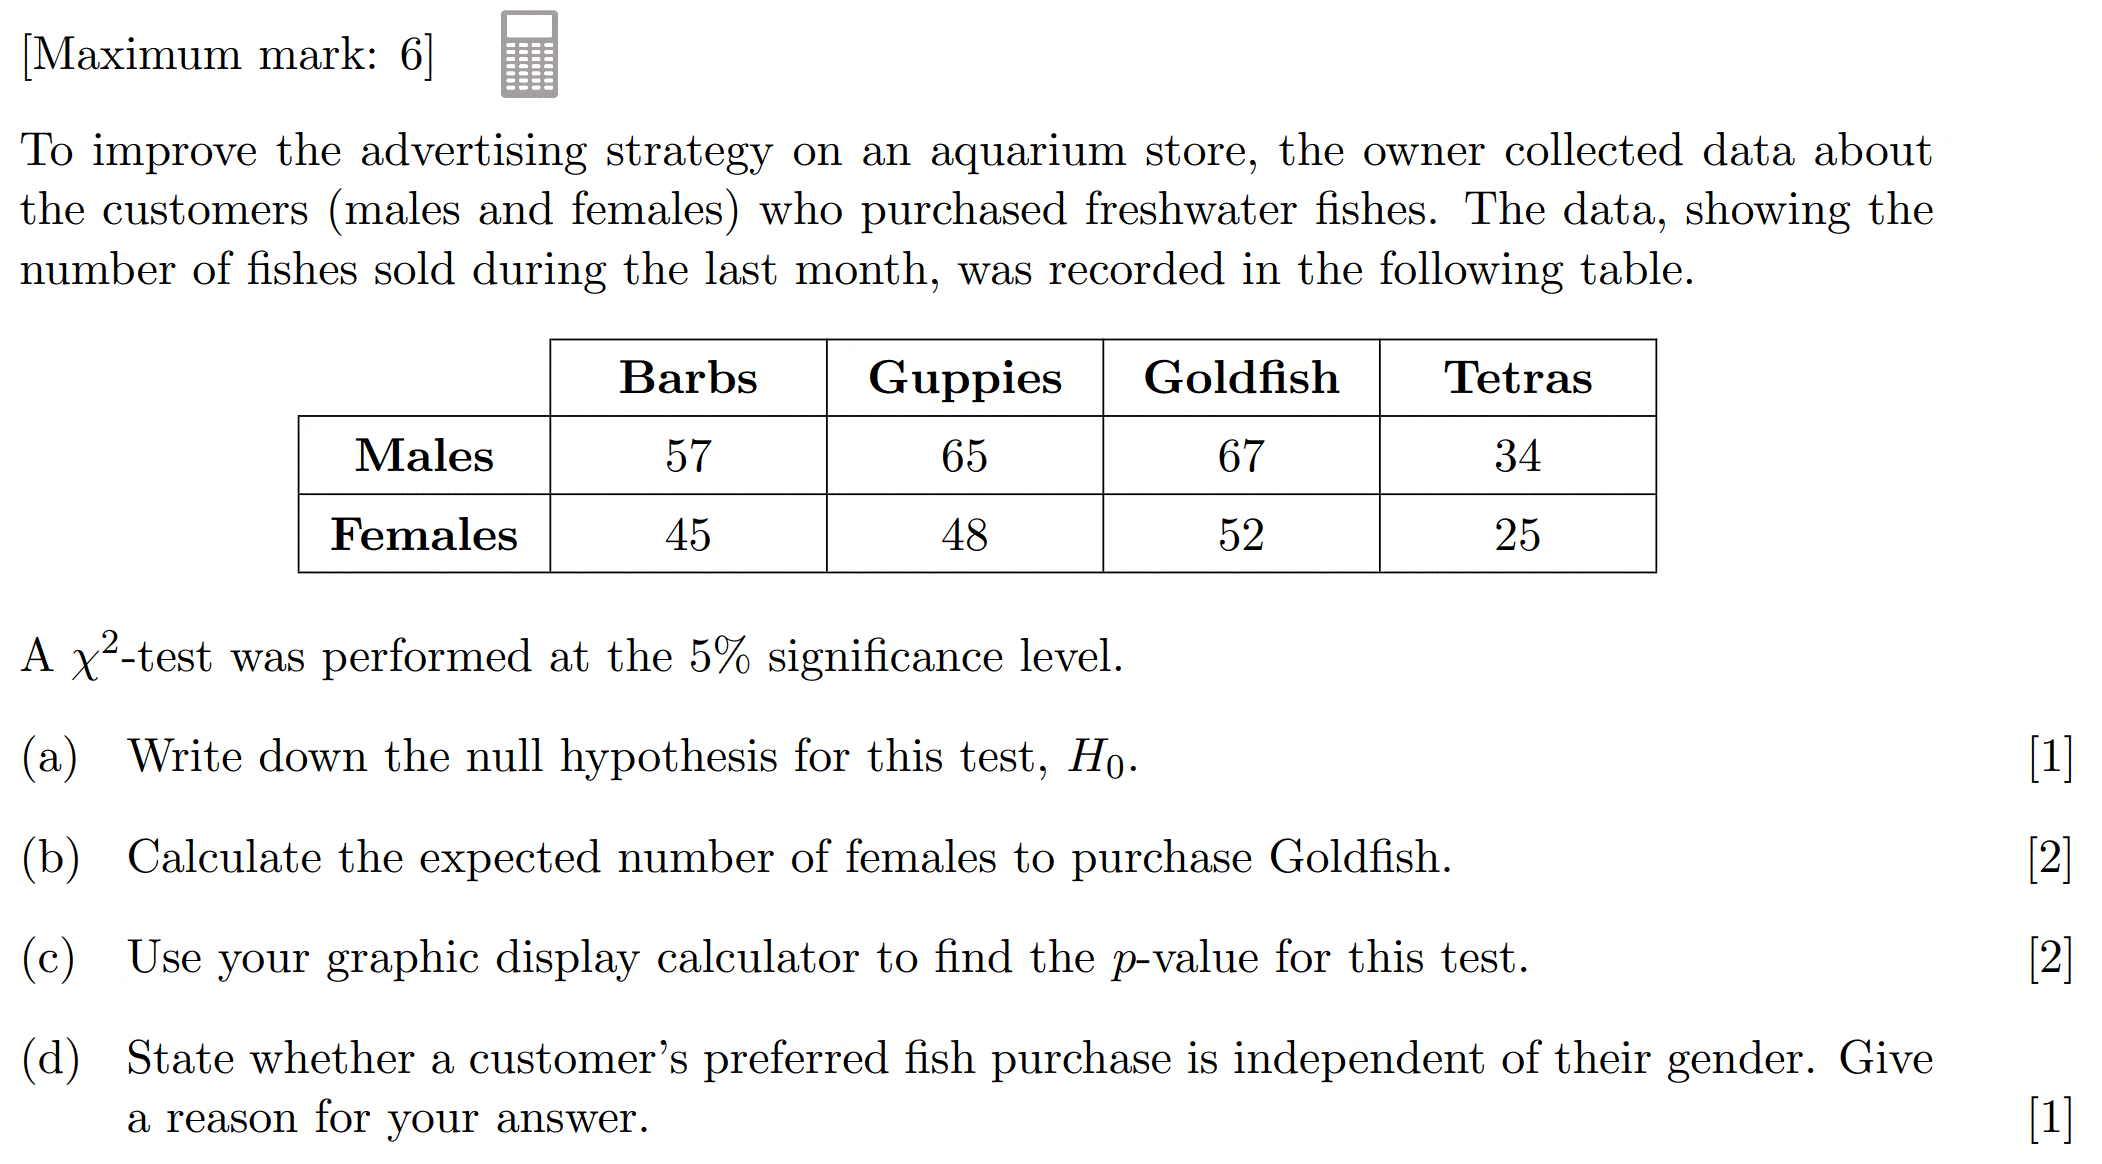 [Maximum mark: 6]
To improve the advertising strategy on an aquarium store, the owner collected data about
the customers (males and females) who purchased freshwater fishes. The data, showing the
number of fishes sold during the last month, was recorded in the following table.
Barbs Guppies Goldfish Tetras
Males 57 65 67 34
Females 45 48 52 25
A χ²-test was performed at the 5% significance level.
(a) Write down the null hypothesis for this test, H₀. [1]
(b) Calculate the expected number of females to purchase Goldfish. [2]
(c) Use your graphic display calculator to find the p-value for this test. [2]
(d) State whether a customer's preferred fish purchase is independent of their gender. Give
a reason for your answer. [1]